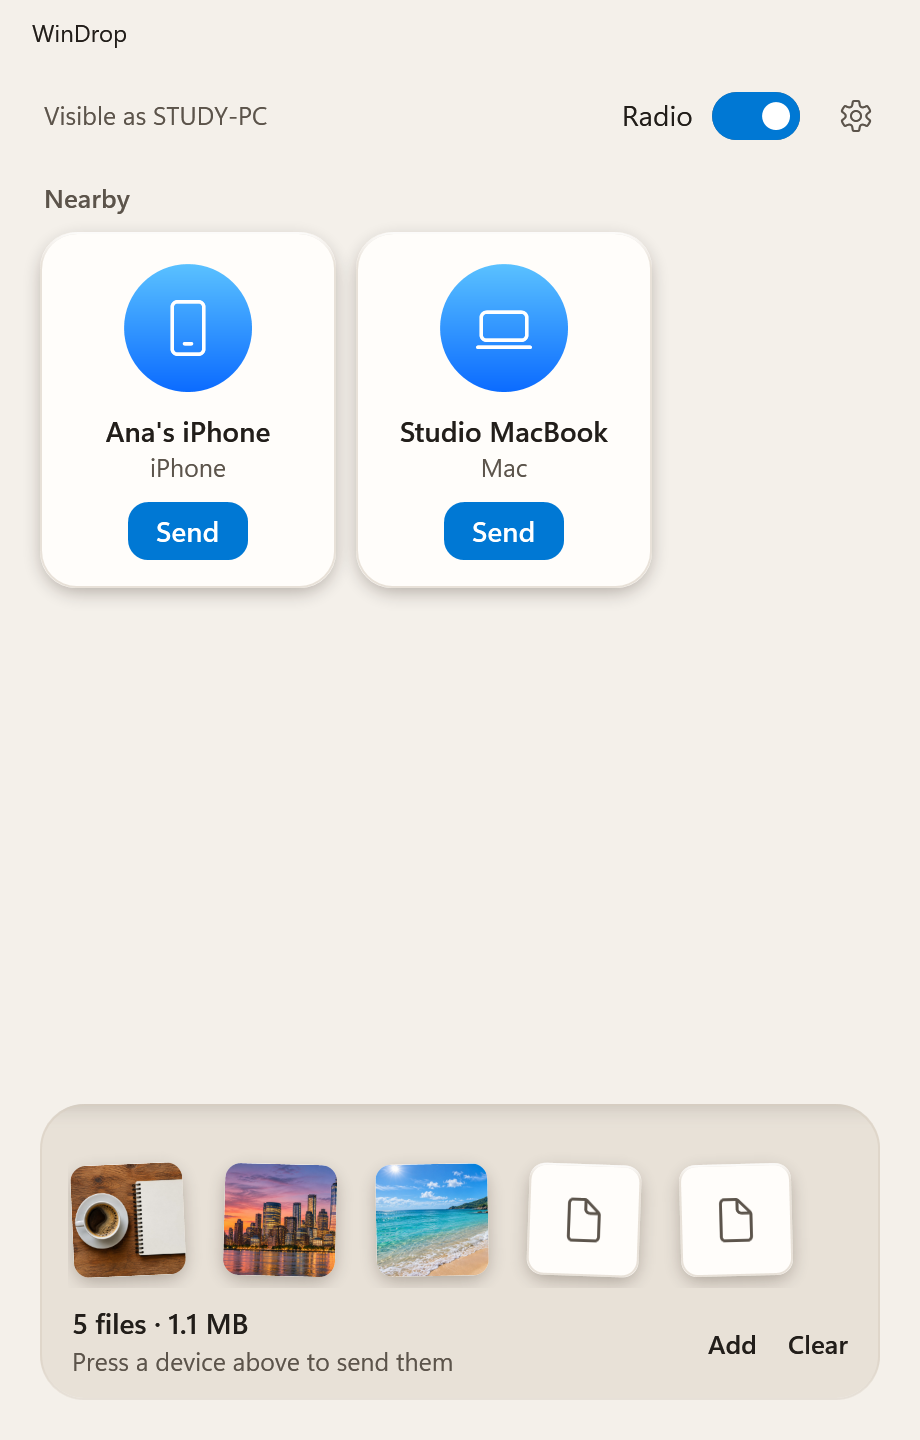 WinDrop
Visible as STUDY-PC
Radio
Nearby
Ana's iPhone
iPhone
Send
Studio MacBook
Mac
Send
5 files · 1.1 MB
Press a device above to send them
Add
Clear